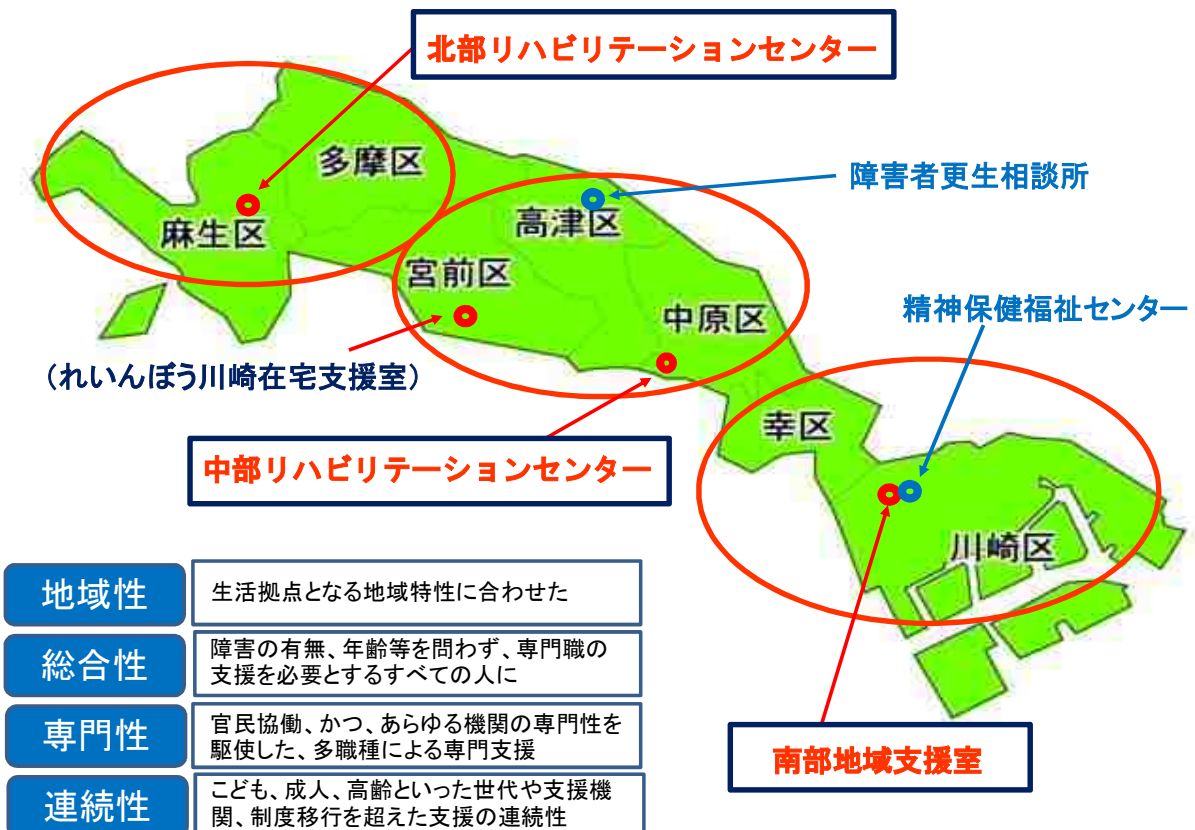 北部リハビリテーションセンター
多摩区
障害者更生相談所
麻生区
高津区
宮前区
中原区
精神保健福祉センター
(れいんぼう川崎在宅支援室)
幸区
中部リハビリテーションセンター
川崎区
南部地域支援室
地域性
生活拠点となる地域特性に合わせた
総合性
障害の有無、年齢等を問わず、専門職の
支援を必要とするすべての人に
専門性
官民協働、かつ、あらゆる機関の専門性を
駆使した、多職種による専門支援
連続性
こども、成人、高齢といった世代や支援機
関、制度移行を超えた支援の連続性